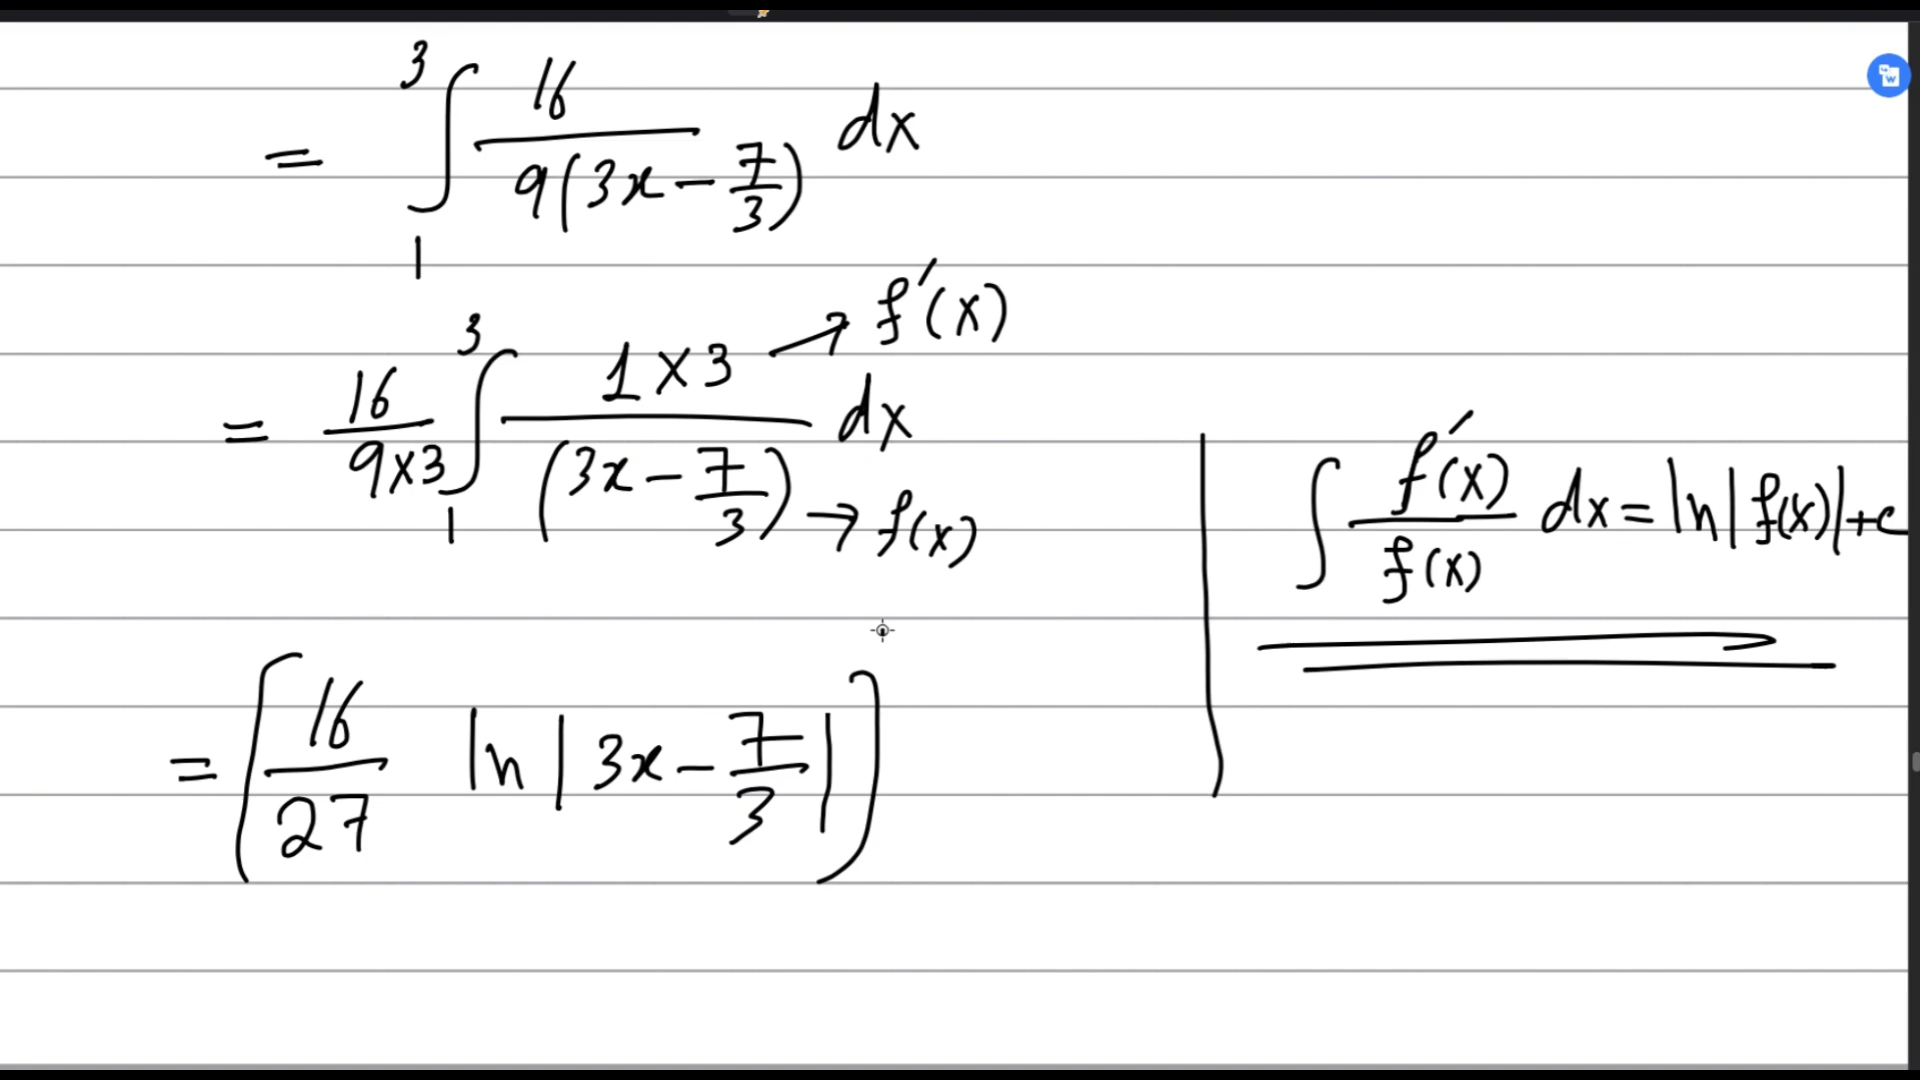 = ∫₁³ 16/9(3x − 7/3) dx
= 16/9×3 ∫₁³ 1×3/(3x − 7/3) dx → f'(x) → f(x)
∫ f'(x)/f(x) dx = ln|f(x)| + c
= [16/27 ln|3x − 7/3|]